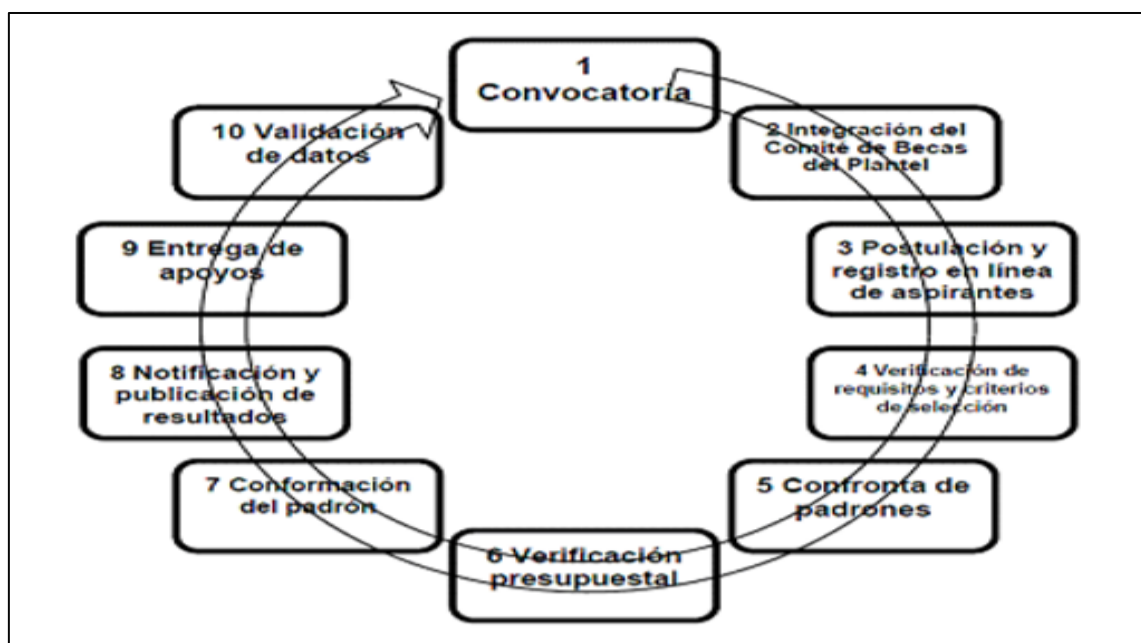 1
Convocatoria
2 Integración del
Comité de Becas
del Plantel
3 Postulación y
registro en línea
de aspirantes
4 Verificación de
requisitos y criterios
de selección
5 Confronta de
padrones
6 Verificación
presupuestal
7 Conformación
del padrón
8 Notificación y
publicación de
resultados
9 Entrega de
apoyos
10 Validación
de datos